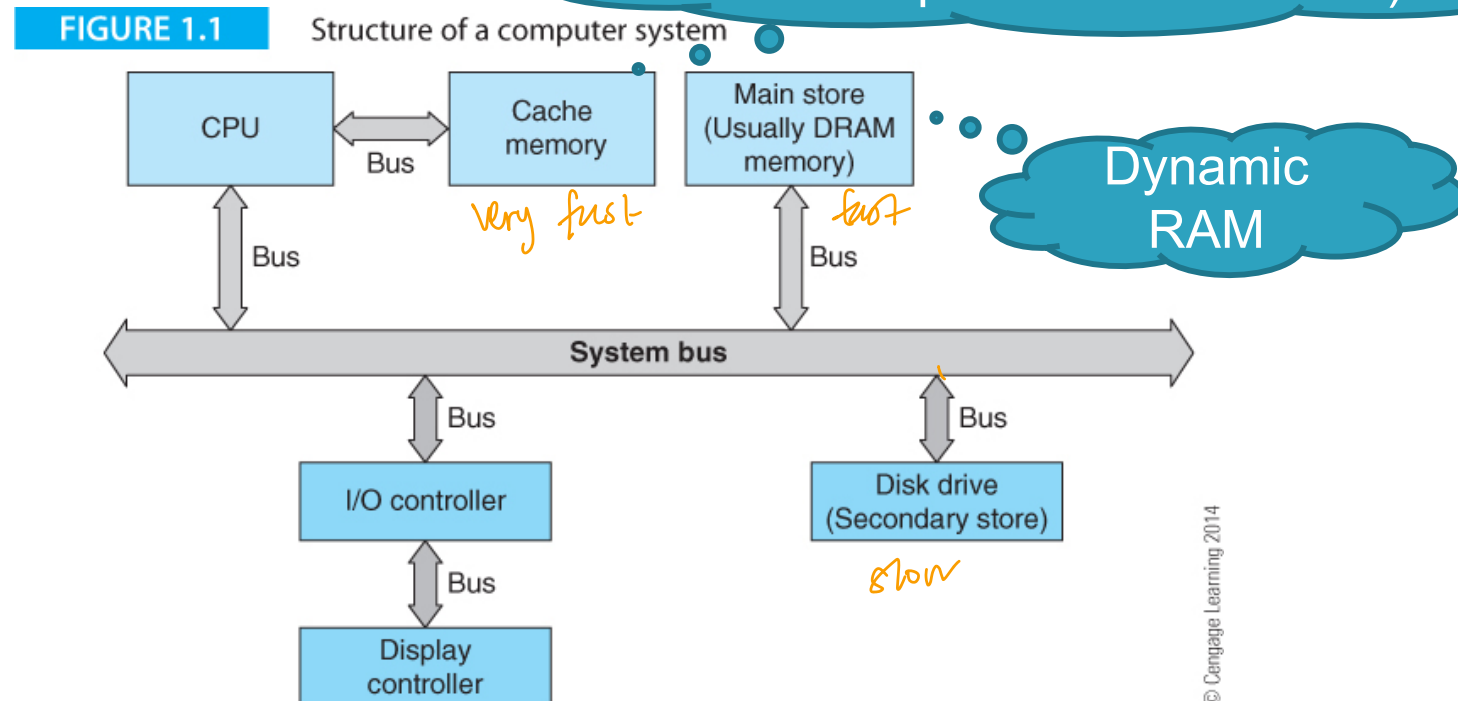 FIGURE 1.1 Structure of a computer system
CPU
Bus
Cache
memory
very fast
Main store
(Usually DRAM
memory)
fast
Dynamic
RAM
Bus
Bus
System bus
Bus
Bus
I/O controller
Disk drive
(Secondary store)
slow
Bus
Display
controller
© Cengage Learning 2014